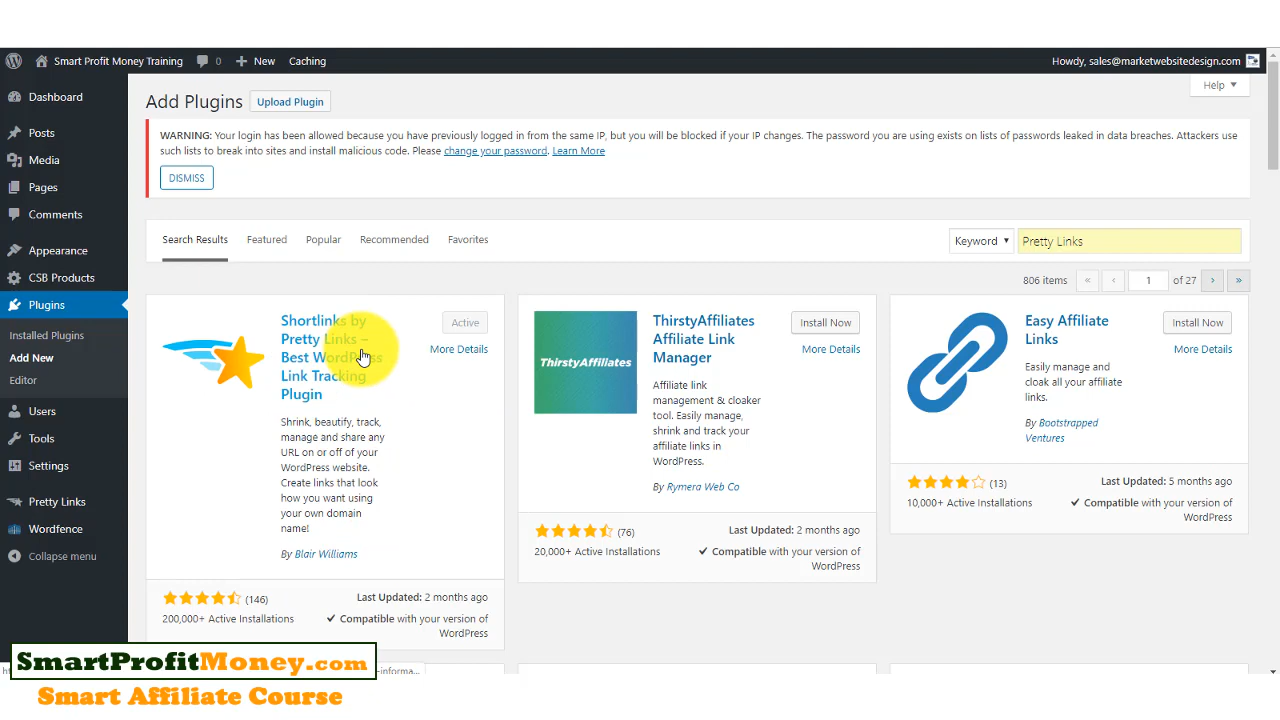 Smart Profit Money Training
0
New
Caching
Howdy, sales@marketwebsitedesign.com
Dashboard
Posts
Media
Pages
Comments
Appearance
CSB Products
Plugins
Installed Plugins
Add New
Editor
Users
Tools
Settings
Pretty Links
Wordfence
Collapse menu
Help
Add Plugins
Upload Plugin
WARNING: Your login has been allowed because you have previously logged in from the same IP, but you will be blocked if your IP changes. The password you are using exists on lists of passwords leaked in data breaches. Attackers use
such lists to break into sites and install malicious code. Please change your password. Learn More
DISMISS
Search Results
Featured
Popular
Recommended
Favorites
Keyword
Pretty Links
806 items
«
‹
1
of 27
›
»
Shortlinks by
Pretty Links –
Best WordPress
Link Tracking
Plugin
Active
More Details
Shrink, beautify, track,
manage and share any
URL on or off of your
WordPress website.
Create links that look
how you want using
your own domain
name!
By Blair Williams
(146)
200,000+ Active Installations
Last Updated: 2 months ago
Compatible with your version of
WordPress
ThirstyAffiliates
ThirstyAffiliates
Affiliate Link
Manager
Install Now
More Details
Affiliate link
management & cloaker
tool. Easily manage,
shrink and track your
affiliate links in
WordPress.
By Rymera Web Co
(76)
20,000+ Active Installations
Last Updated: 2 months ago
Compatible with your version of
WordPress
Easy Affiliate
Links
Install Now
More Details
Easily manage and
cloak all your affiliate
links.
By Bootstrapped
Ventures
(13)
10,000+ Active Installations
Last Updated: 5 months ago
Compatible with your version of
WordPress
-informa...
SmartProfitMoney.com
Smart Affiliate Course